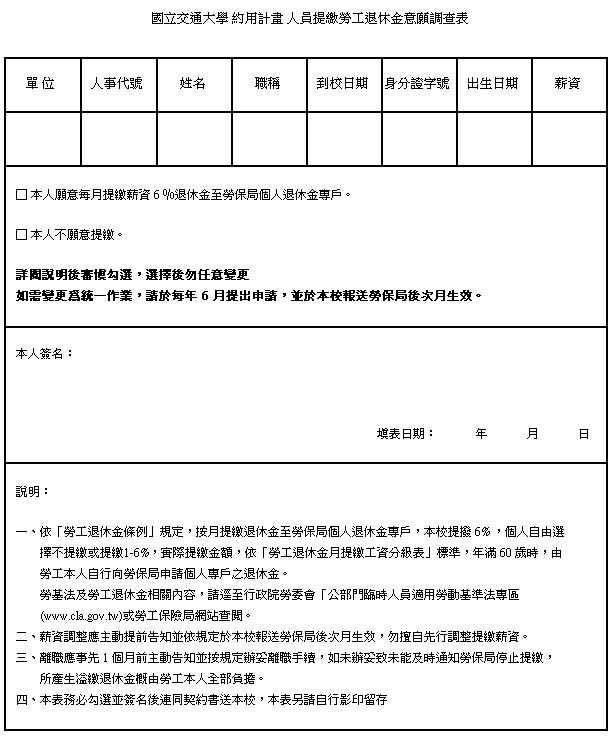 國立交通大學 約用計畫 人員提繳勞工退休金意願調查表
單 位 人事代號 姓名 職稱 到校日期 身分證字號 出生日期 薪資
□ 本人願意每月提繳薪資 6 %退休金至勞保局個人退休金專戶。
□ 本人不願意提繳。
詳閱說明後審慎勾選，選擇後勿任意變更
如需變更為統一作業，請於每年 6 月提出申請，並於本校報送勞保局後次月生效。
本人簽名：
填表日期： 年 月 日
說明：
一、依「勞工退休金條例」規定，按月提繳退休金至勞保局個人退休金專戶，本校提撥 6%，個人自由選
擇不提繳或提繳1-6%，實際提繳金額，依「勞工退休金月提繳工資分級表」標準，年滿 60 歲時，由
勞工本人自行向勞保局申請個人專戶之退休金。
勞基法及勞工退休金相關內容，請逕至行政院勞委會「公部門臨時人員適用勞動基準法專區
(www.cla.gov.tw)或勞工保險局網站查閱。
二、薪資調整應主動提前告知並依規定於本校報送勞保局後次月生效，勿擅自先行調整提繳薪資。
三、離職應事先 1 個月前主動告知並按規定辦妥離職手續，如未辦妥致未能及時通知勞保局停止提繳，
所產生溢繳退休金概由勞工本人全部負擔。
四、本表務必勾選並簽名後連同契約書送本校，本表另請自行影印留存